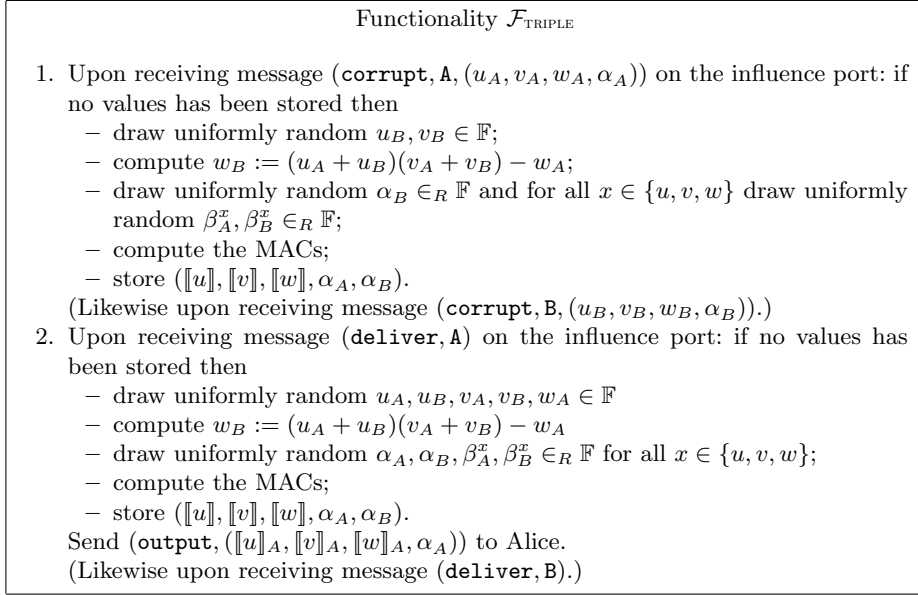 Functionality F_TRIPLE
1. Upon receiving message (corrupt, A, (u_A, v_A, w_A, α_A)) on the influence port: if
no values has been stored then
– draw uniformly random u_B, v_B ∈ 𝔽;
– compute w_B := (u_A + u_B)(v_A + v_B) − w_A;
– draw uniformly random α_B ∈_R 𝔽 and for all x ∈ {u, v, w} draw uniformly
random β_A^x, β_B^x ∈_R 𝔽;
– compute the MACs;
– store (⟦u⟧, ⟦v⟧, ⟦w⟧, α_A, α_B).
(Likewise upon receiving message (corrupt, B, (u_B, v_B, w_B, α_B)).)
2. Upon receiving message (deliver, A) on the influence port: if no values has
been stored then
– draw uniformly random u_A, u_B, v_A, v_B, w_A ∈ 𝔽
– compute w_B := (u_A + u_B)(v_A + v_B) − w_A
– draw uniformly random α_A, α_B, β_A^x, β_B^x ∈_R 𝔽 for all x ∈ {u, v, w};
– compute the MACs;
– store (⟦u⟧, ⟦v⟧, ⟦w⟧, α_A, α_B).
Send (output, (⟦u⟧_A, ⟦v⟧_A, ⟦w⟧_A, α_A)) to Alice.
(Likewise upon receiving message (deliver, B).)